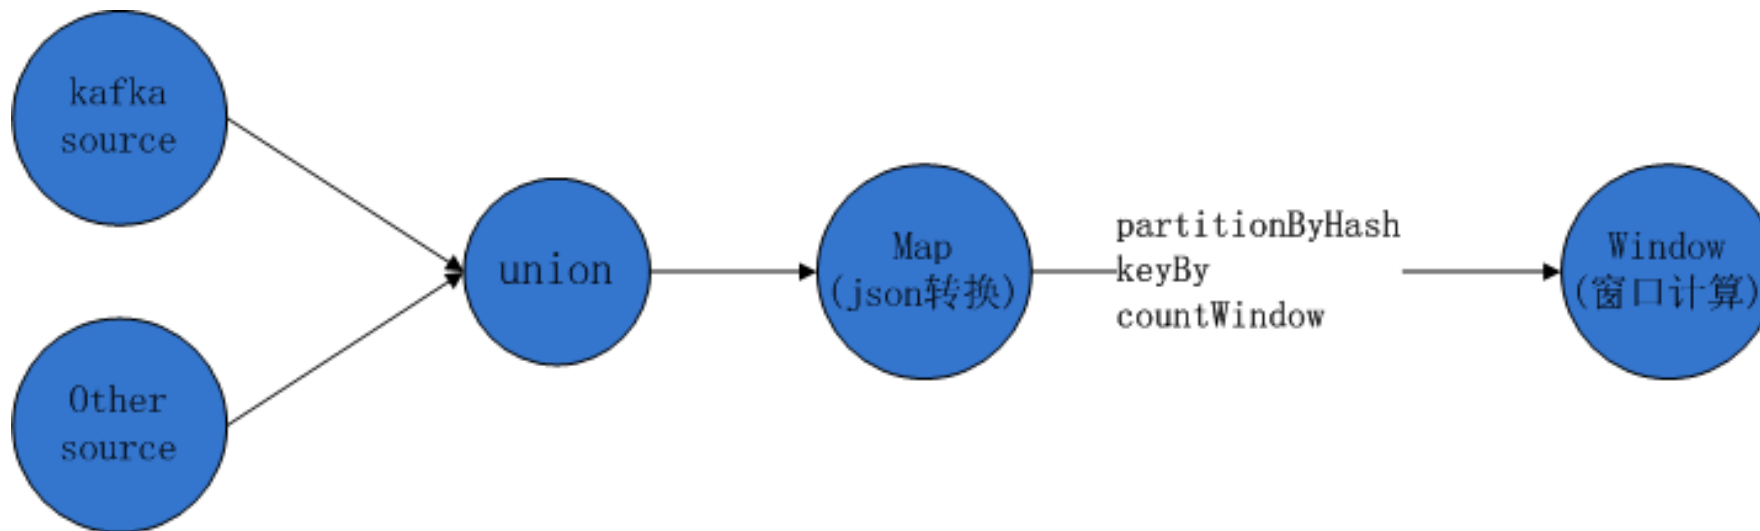 kafka
source
Other
source
union
Map
(json转换)
partitionByHash
keyBy
countWindow
Window
(窗口计算)